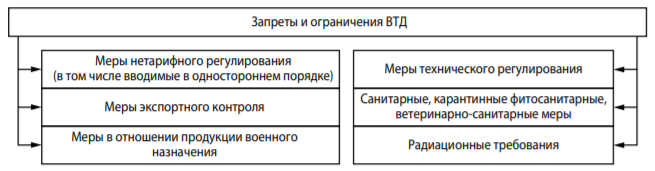 Запреты и ограничения ВТД
Меры нетарифного регулирования
(в том числе вводимые в одностороннем порядке)
Меры экспортного контроля
Меры в отношении продукции военного
назначения
Меры технического регулирования
Санитарные, карантинные фитосанитарные,
ветеринарно-санитарные меры
Радиационные требования